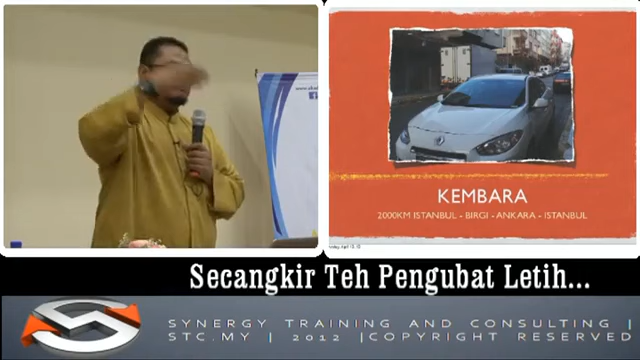 KEMBARA
2000KM ISTANBUL - BIRGI - ANKARA - ISTANBUL
Secangkir Teh Pengubat Letih...
SYNERGY TRAINING AND CONSULTING |
STC.MY | 2012 |COPYRIGHT RESERVED